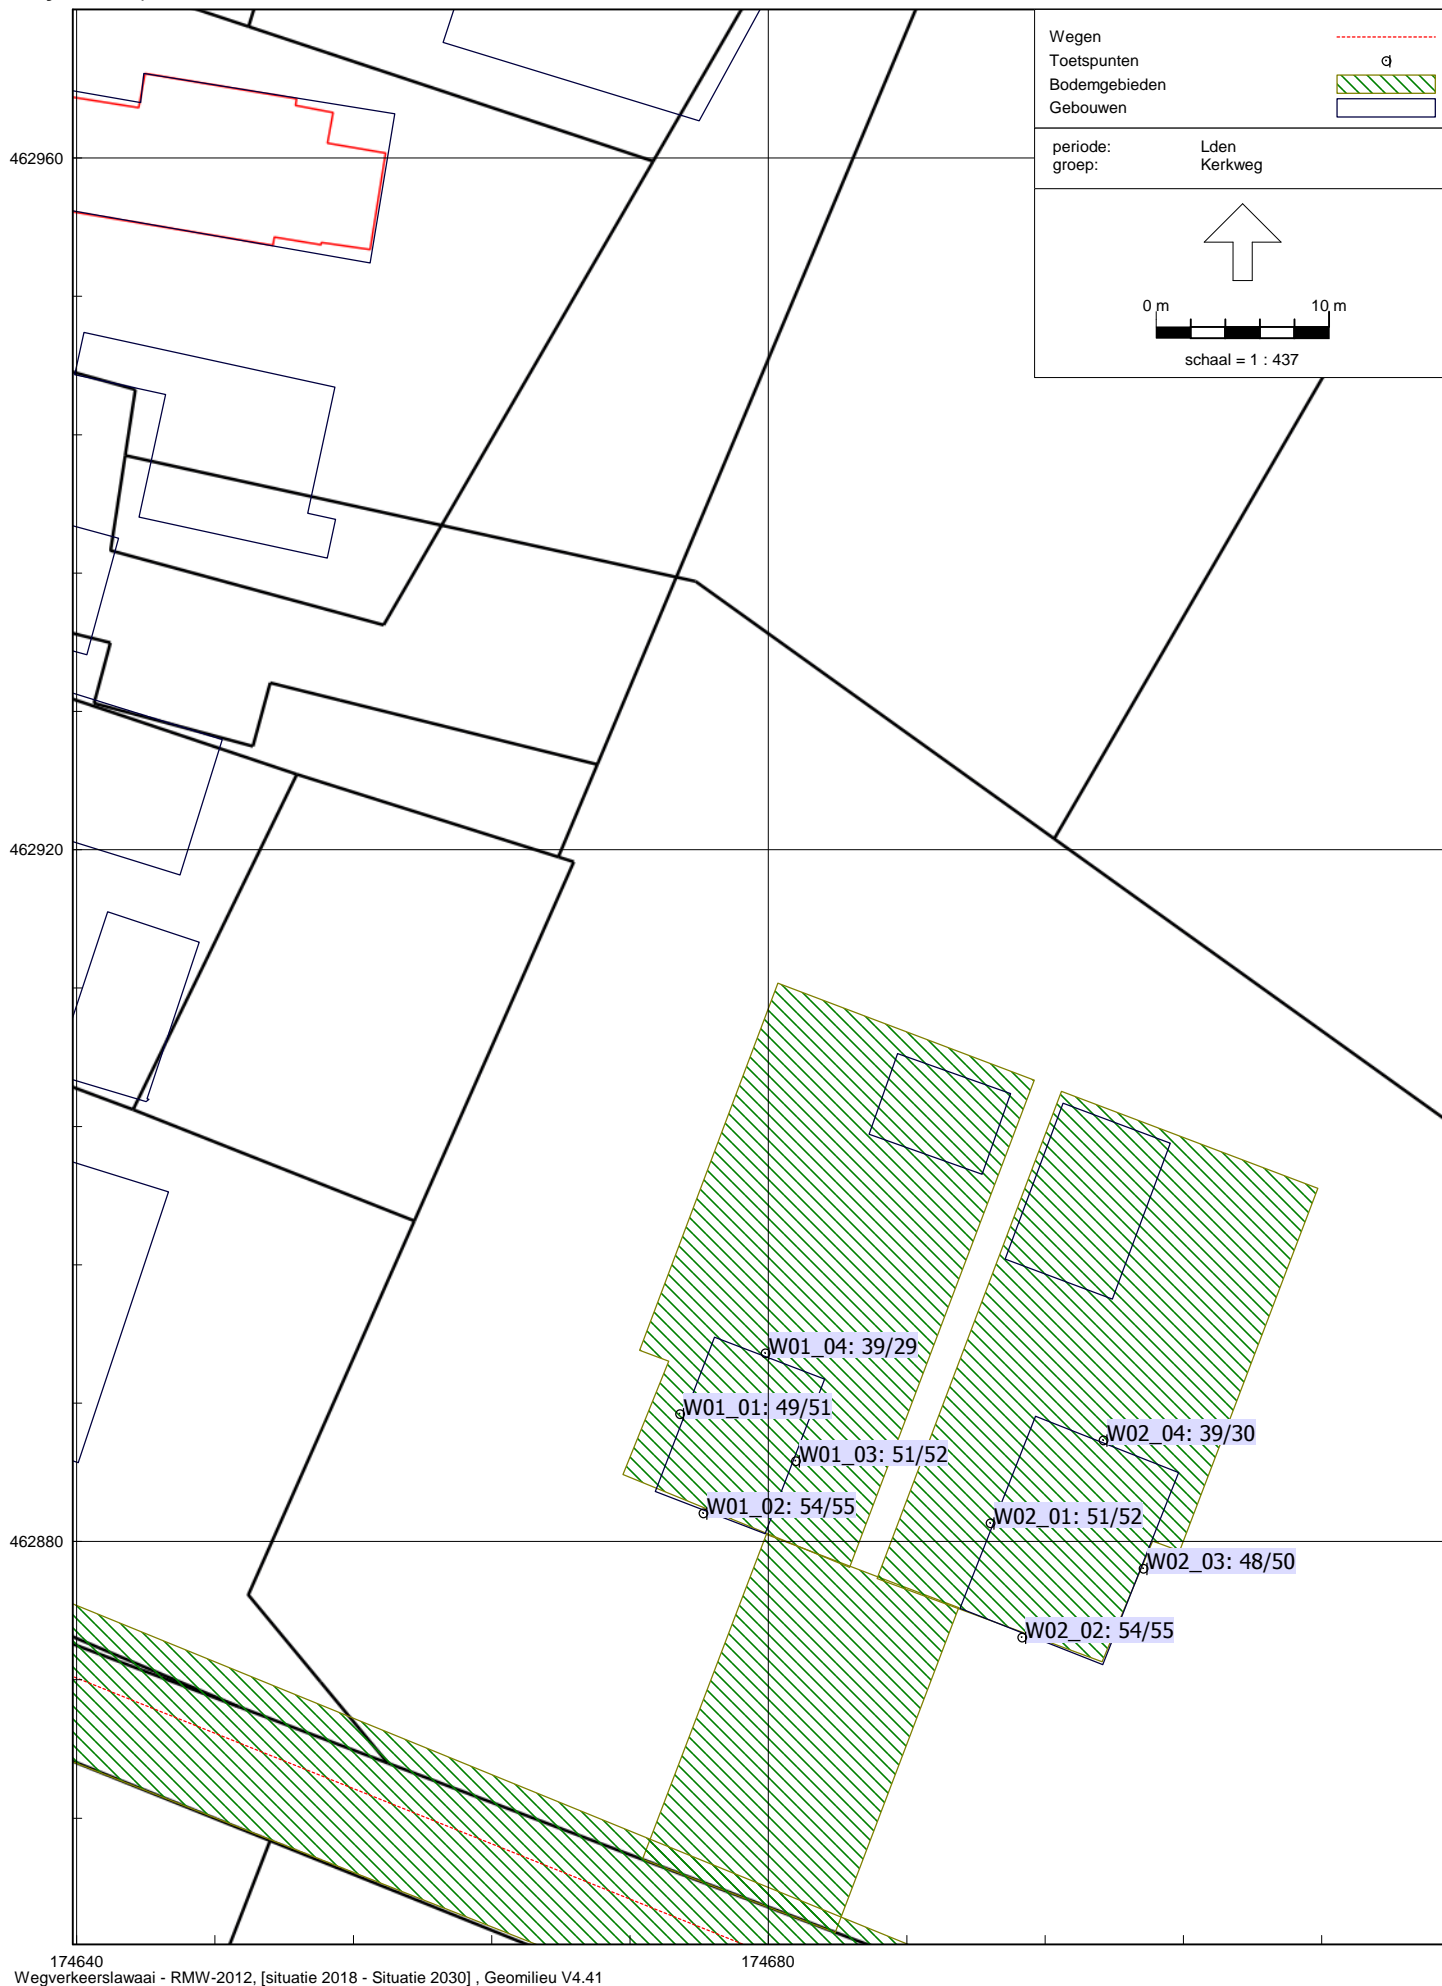 Wegen
Toetspunten
Bodemgebieden
Gebouwen
periode: Lden
groep: Kerkweg
0 m 10 m
schaal = 1 : 437
462960
462920
462880
W01_04: 39/29
W01_01: 49/51
W01_03: 51/52
W01_02: 54/55
W02_04: 39/30
W02_01: 51/52
W02_03: 48/50
W02_02: 54/55
174640 174680
Wegverkeerslawaai - RMW-2012, [situatie 2018 - Situatie 2030] , Geomilieu V4.41